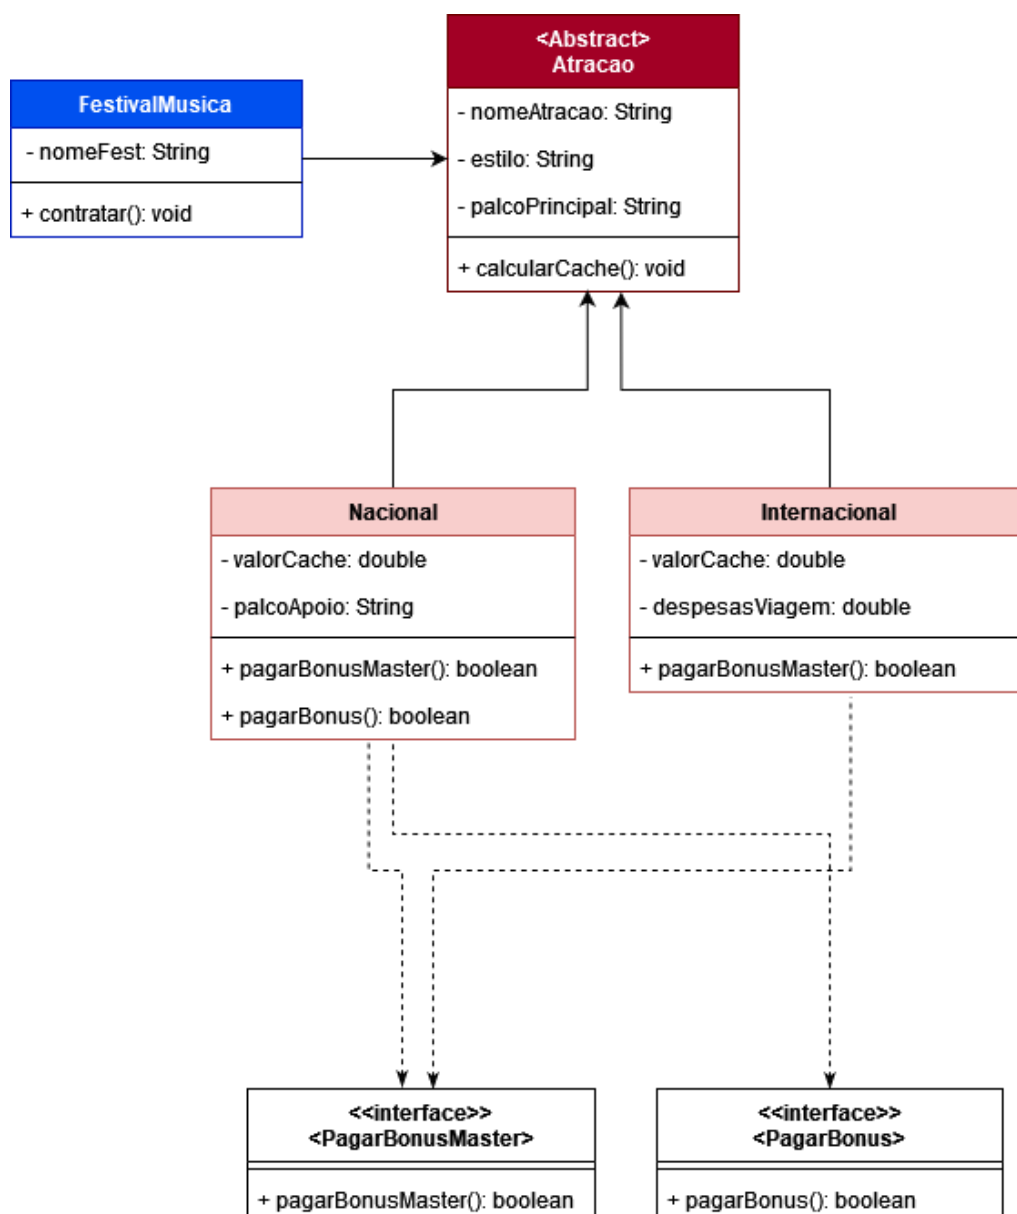 <Abstract>
Atracao
- nomeAtracao: String
- estilo: String
- palcoPrincipal: String
+ calcularCache(): void
FestivalMusica
- nomeFest: String
+ contratar(): void
Nacional
- valorCache: double
- palcoApoio: String
+ pagarBonusMaster(): boolean
+ pagarBonus(): boolean
Internacional
- valorCache: double
- despesasViagem: double
+ pagarBonusMaster(): boolean
<<interface>>
<PagarBonusMaster>
+ pagarBonusMaster(): boolean
<<interface>>
<PagarBonus>
+ pagarBonus(): boolean